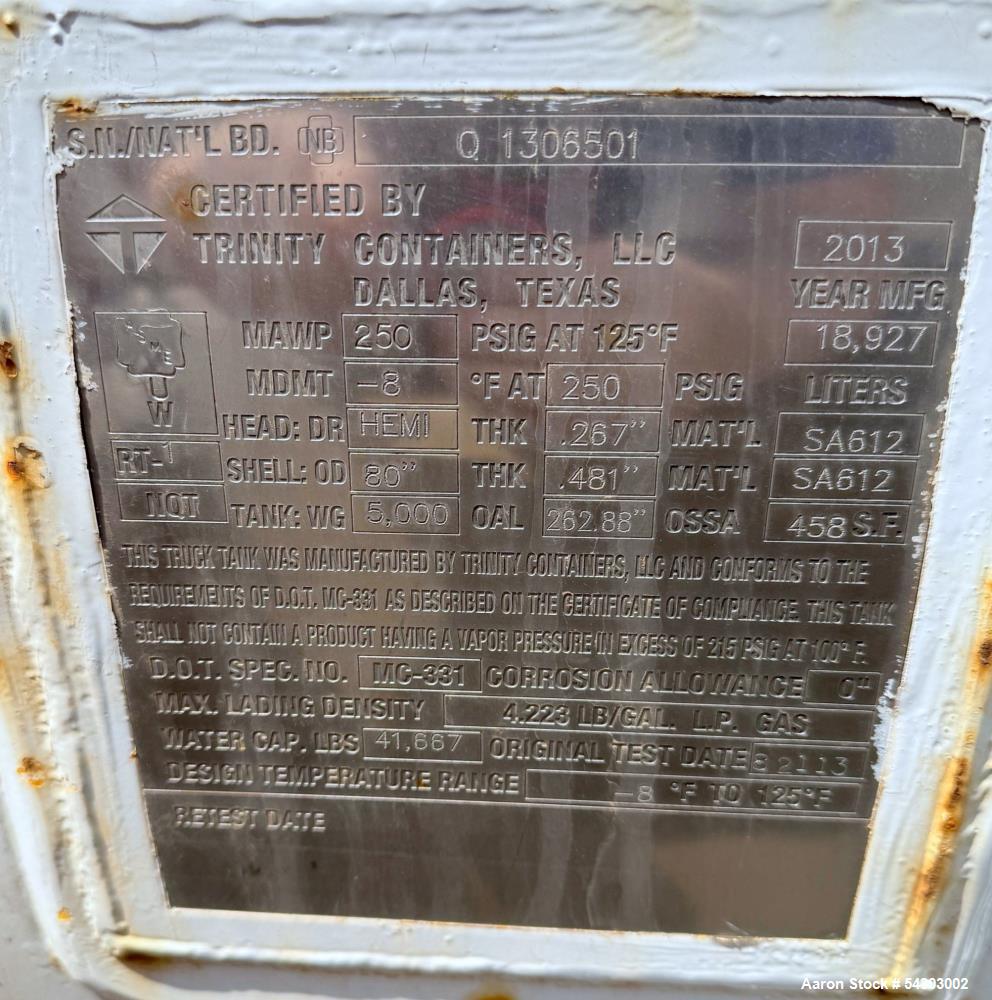 S.N./NAT'L BD. NB Q 1306501
CERTIFIED BY
TRINITY CONTAINERS, LLC
DALLAS, TEXAS
2013
YEAR MFG
MAWP 250 PSIG AT 125°F 18,927
MDMT -8 °F AT 250 PSIG LITERS
W
HEAD: DR HEMI THK .267" MAT'L SA612
RT-1 SHELL: OD 80" THK .481" MAT'L SA612
NQT TANK: WG 5,000 OAL 262.88" OSSA 458 S.F.
THIS TRUCK TANK WAS MANUFACTURED BY TRINITY CONTAINERS, LLC AND CONFORMS TO THE
REQUIREMENTS OF D.O.T. MC-331 AS DESCRIBED ON THE CERTIFICATE OF COMPLIANCE. THIS TANK
SHALL NOT CONTAIN A PRODUCT HAVING A VAPOR PRESSURE IN EXCESS OF 215 PSIG AT 100° F.
D.O.T. SPEC. NO. MC-331 CORROSION ALLOWANCE 0"
MAX. LADING DENSITY 4.223 LB/GAL. L.P. GAS
WATER CAP. LBS 41,667 ORIGINAL TEST DATE 82113
DESIGN TEMPERATURE RANGE -8 °F TO 125°F
RETEST DATE
Aaron Stock # 54893002